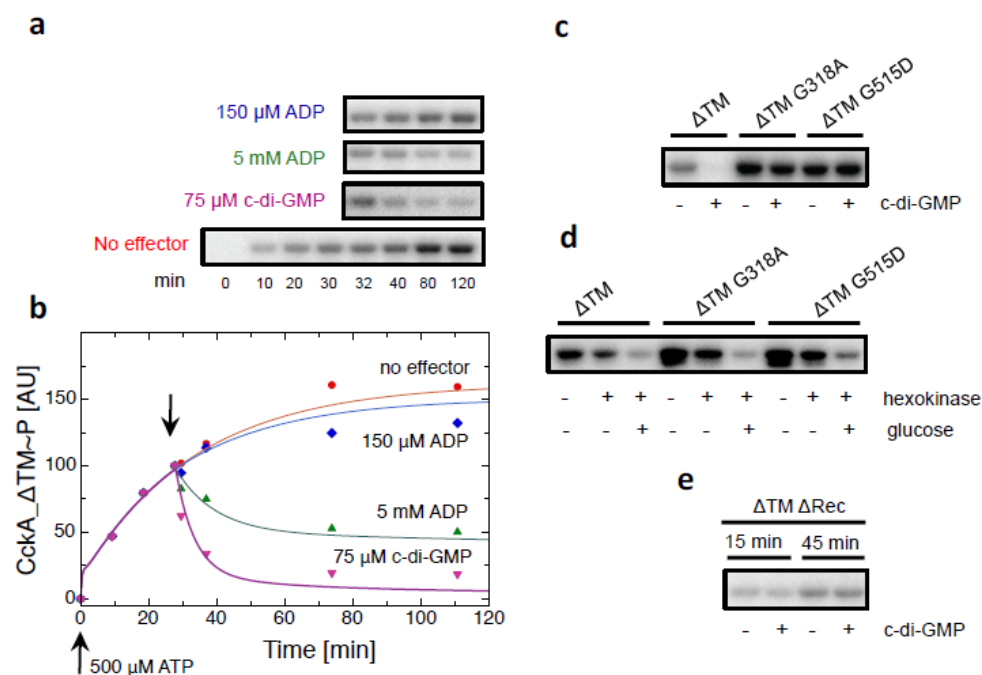 a
150 µM ADP
5 mM ADP
75 µM c-di-GMP
No effector
min 0 10 20 30 32 40 80 120
b
CckA_ΔTM~P [AU]
150
100
50
0
no effector
150 µM ADP
5 mM ADP
75 µM c-di-GMP
0 20 40 60 80 100 120
Time [min]
500 µM ATP
c
ΔTM ΔTM G318A ΔTM G515D
- + - + - + c-di-GMP
d
ΔTM ΔTM G318A ΔTM G515D
- + + - + + - + + hexokinase
- - + - - + - - + glucose
e
ΔTM ΔRec
15 min 45 min
- + - + c-di-GMP